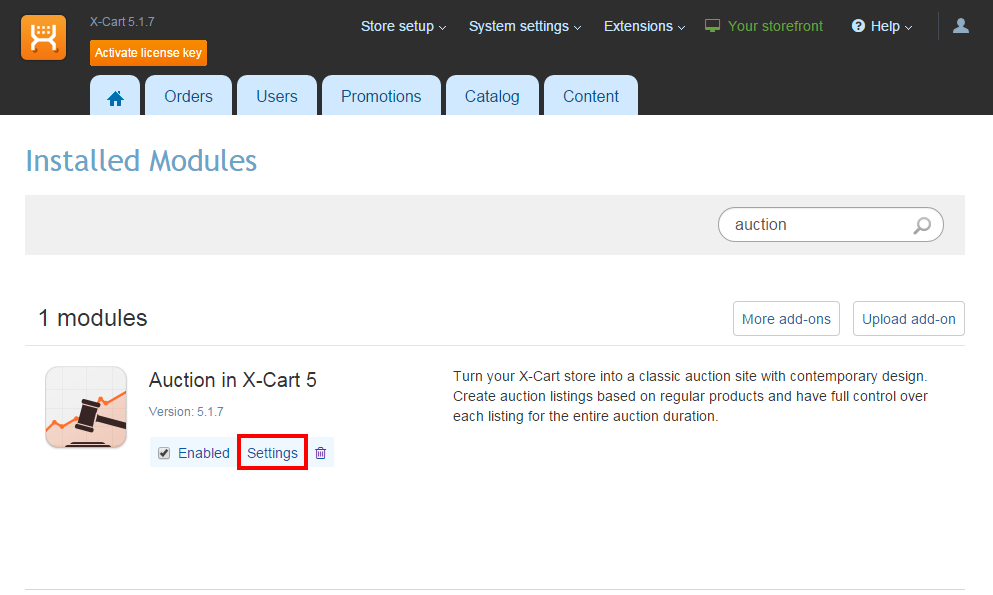 X-Cart 5.1.7
Activate license key
Store setup
System settings
Extensions
Your storefront
Help
Orders
Users
Promotions
Catalog
Content
Installed Modules
auction
1 modules
More add-ons
Upload add-on
Auction in X-Cart 5
Version: 5.1.7
Enabled
Settings
Turn your X-Cart store into a classic auction site with contemporary design.
Create auction listings based on regular products and have full control over
each listing for the entire auction duration.